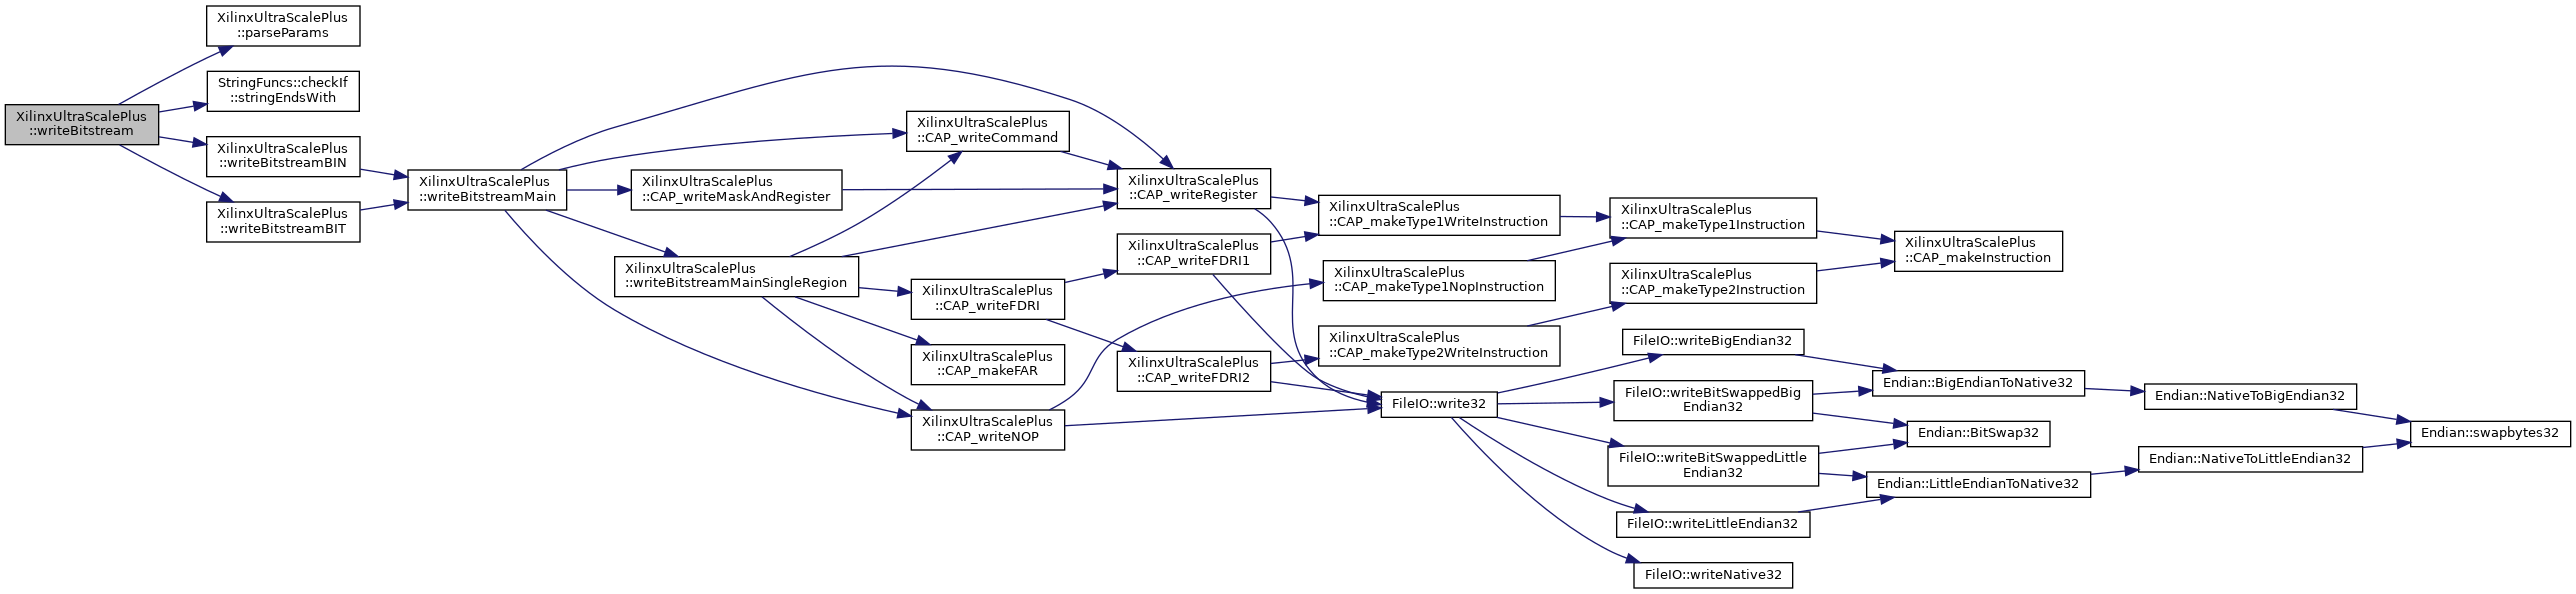 XilinxUltraScalePlus
::writeBitstream
XilinxUltraScalePlus
::parseParams
StringFuncs::checkIf
::stringEndsWith
XilinxUltraScalePlus
::writeBitstreamBIN
XilinxUltraScalePlus
::writeBitstreamBIT
XilinxUltraScalePlus
::writeBitstreamMain
XilinxUltraScalePlus
::CAP_writeMaskAndRegister
XilinxUltraScalePlus
::writeBitstreamMainSingleRegion
XilinxUltraScalePlus
::CAP_writeCommand
XilinxUltraScalePlus
::CAP_writeFDRI
XilinxUltraScalePlus
::CAP_makeFAR
XilinxUltraScalePlus
::CAP_writeNOP
XilinxUltraScalePlus
::CAP_writeRegister
XilinxUltraScalePlus
::CAP_writeFDRI1
XilinxUltraScalePlus
::CAP_writeFDRI2
XilinxUltraScalePlus
::CAP_makeType1WriteInstruction
XilinxUltraScalePlus
::CAP_makeType1NopInstruction
XilinxUltraScalePlus
::CAP_makeType2WriteInstruction
FileIO::write32
XilinxUltraScalePlus
::CAP_makeType1Instruction
XilinxUltraScalePlus
::CAP_makeType2Instruction
FileIO::writeBigEndian32
FileIO::writeBitSwappedBig
Endian32
FileIO::writeBitSwappedLittle
Endian32
FileIO::writeLittleEndian32
FileIO::writeNative32
XilinxUltraScalePlus
::CAP_makeInstruction
Endian::BigEndianToNative32
Endian::BitSwap32
Endian::LittleEndianToNative32
Endian::NativeToBigEndian32
Endian::NativeToLittleEndian32
Endian::swapbytes32